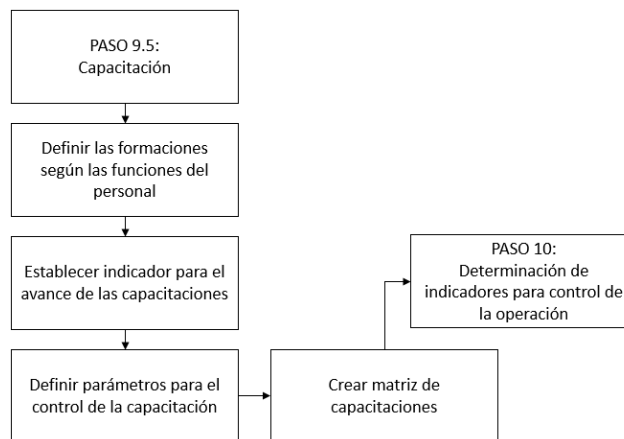 PASO 9.5:
Capacitación
Definir las formaciones
según las funciones del
personal
Establecer indicador para el
avance de las capacitaciones
Definir parámetros para el
control de la capacitación
Crear matriz de
capacitaciones
PASO 10:
Determinación de
indicadores para control de
la operación